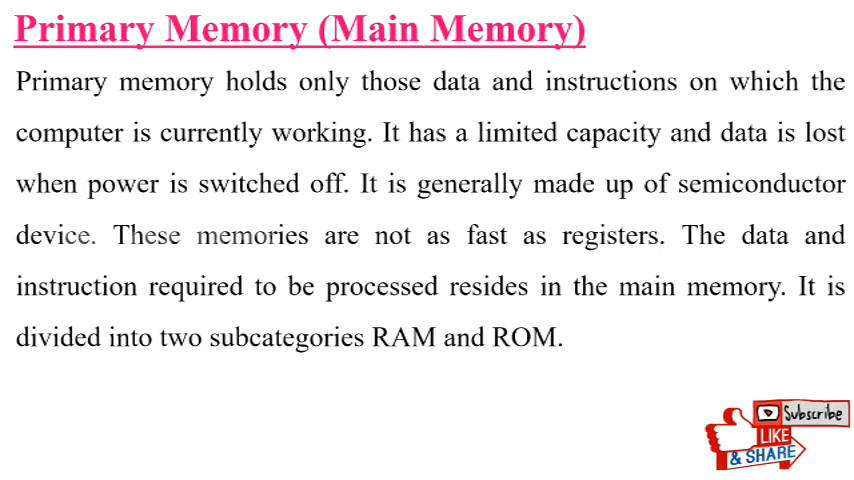 Primary Memory (Main Memory)
Primary memory holds only those data and instructions on which the
computer is currently working. It has a limited capacity and data is lost
when power is switched off. It is generally made up of semiconductor
device. These memories are not as fast as registers. The data and
instruction required to be processed resides in the main memory. It is
divided into two subcategories RAM and ROM.
Subscribe
LIKE
& SHARE